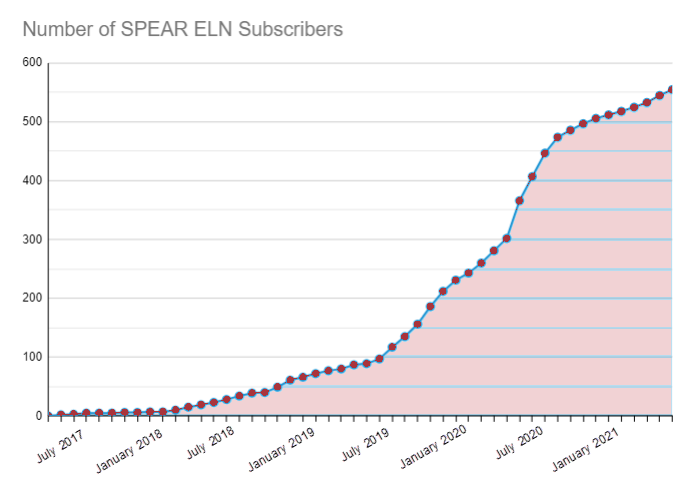 Number of SPEAR ELN Subscribers
600
500
400
300
200
100
0
July 2017
January 2018
July 2018
January 2019
July 2019
January 2020
July 2020
January 2021